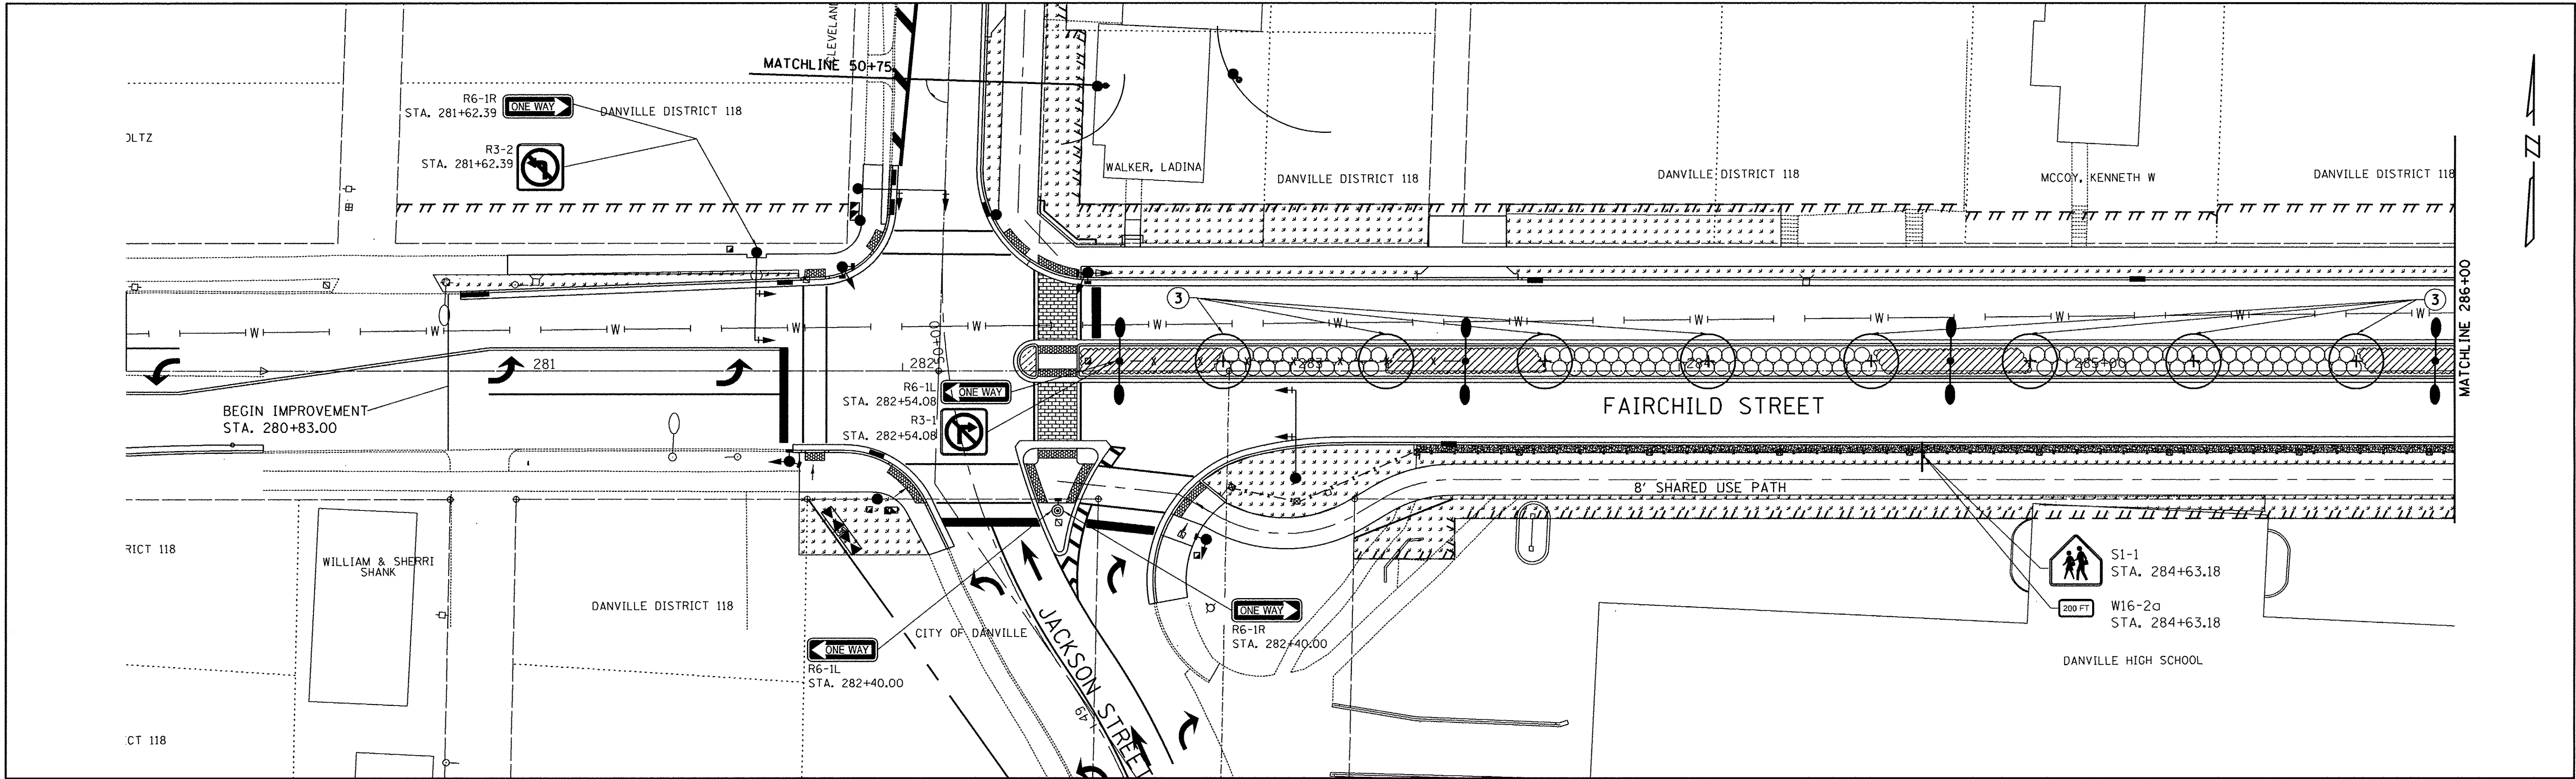 CLEVELAND
MATCHLINE 50+75
R6-1R
STA. 281+62.39
ONE WAY
DANVILLE DISTRICT 118
R3-2
STA. 281+62.39
OLTZ
WALKER, LADINA
DANVILLE DISTRICT 118
DANVILLE DISTRICT 118
MCCOY, KENNETH W
DANVILLE DISTRICT 118
N
MATCHLINE 286+00
3
3
W
W
W
W
W
W
W
W
W
W
W
W
W
281
282
50+00
283
284
285+00
X
X
X
X
X
BEGIN IMPROVEMENT
STA. 280+83.00
R6-1L
STA. 282+54.08
ONE WAY
R3-1
STA. 282+54.08
FAIRCHILD STREET
8' SHARED USE PATH
RICT 118
WILLIAM & SHERRI
SHANK
DANVILLE DISTRICT 118
CITY OF DANVILLE
ONE WAY
R6-1L
STA. 282+40.00
ONE WAY
R6-1R
STA. 282+40.00
JACKSON STREET
49
S1-1
STA. 284+63.18
200 FT
W16-2a
STA. 284+63.18
DANVILLE HIGH SCHOOL
CT 118